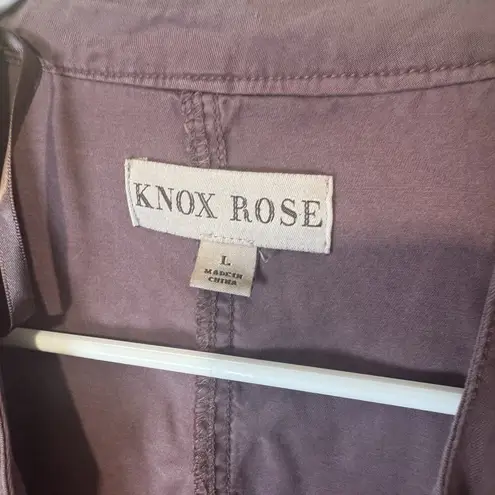 KNOX ROSE
L
MADE IN
CHINA